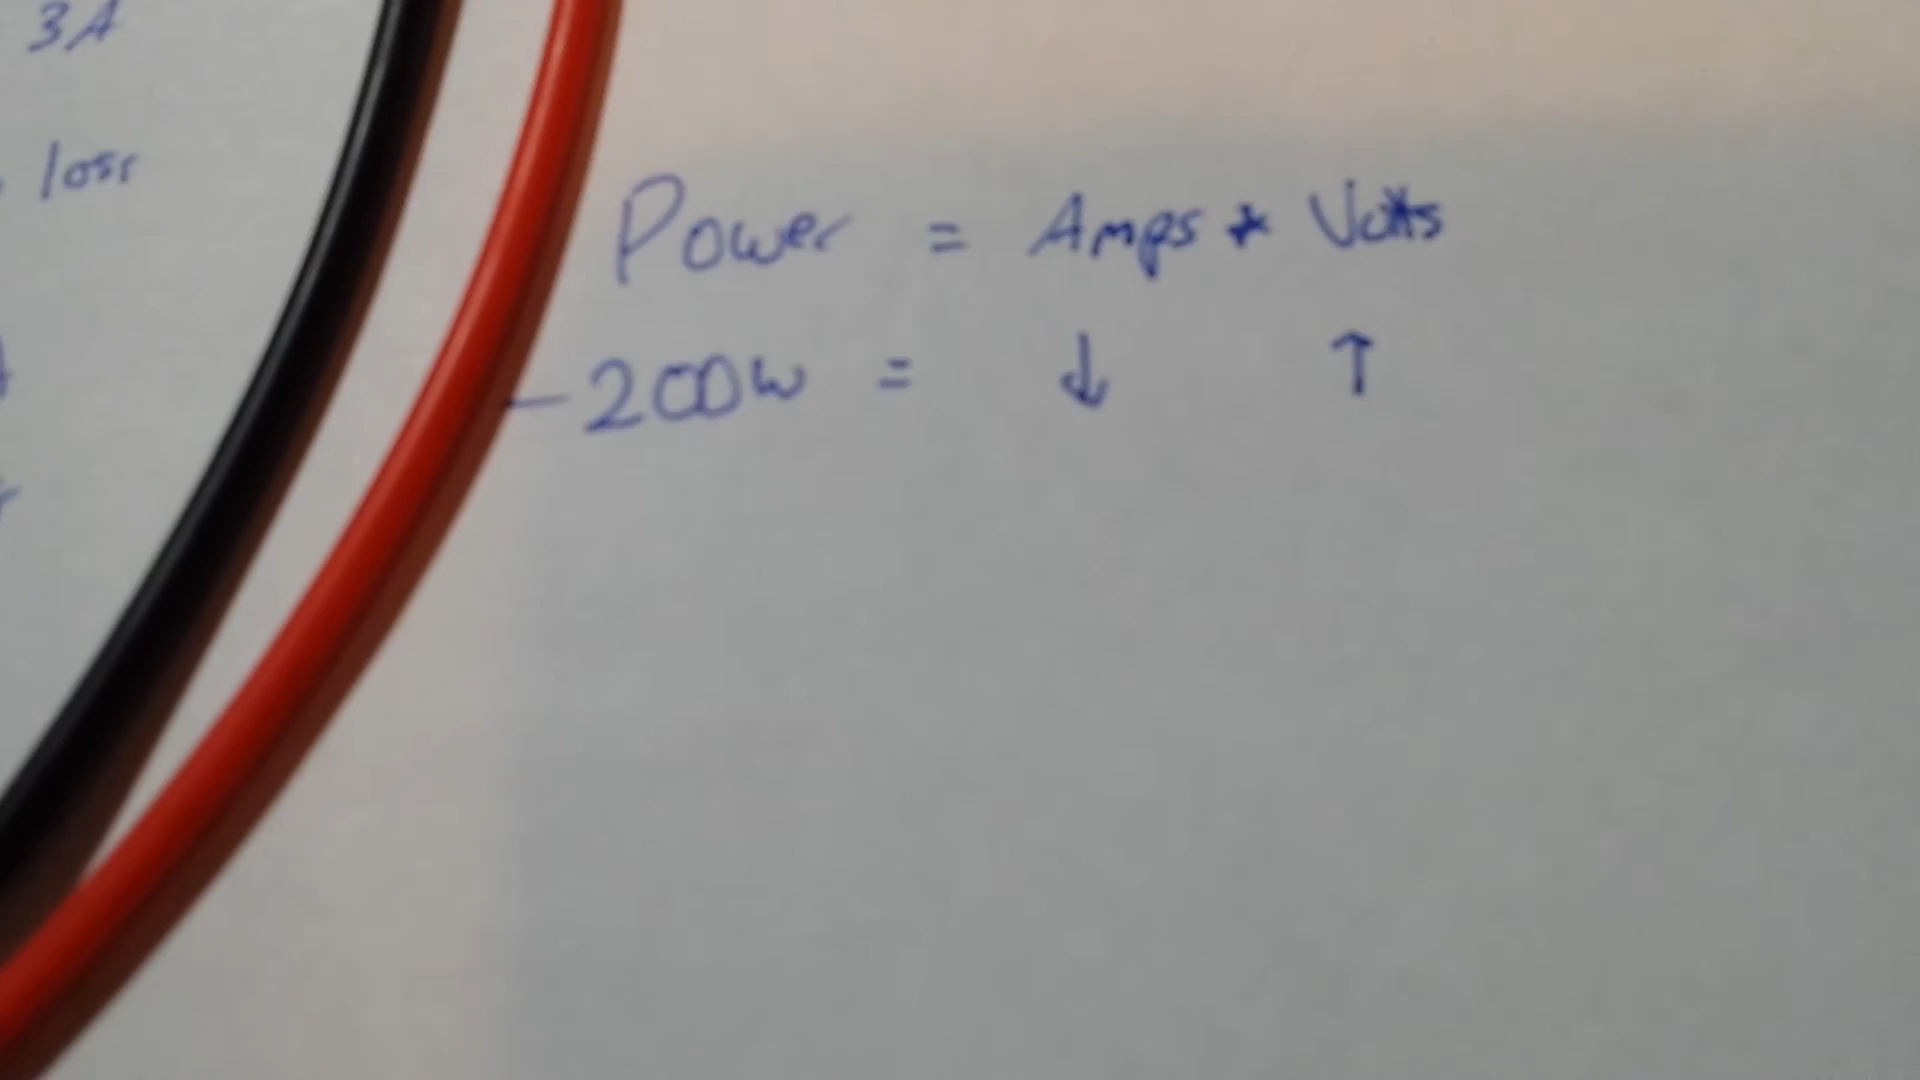 3A
loss
Power = Amps * Volts
- 200w = ↓ ↑